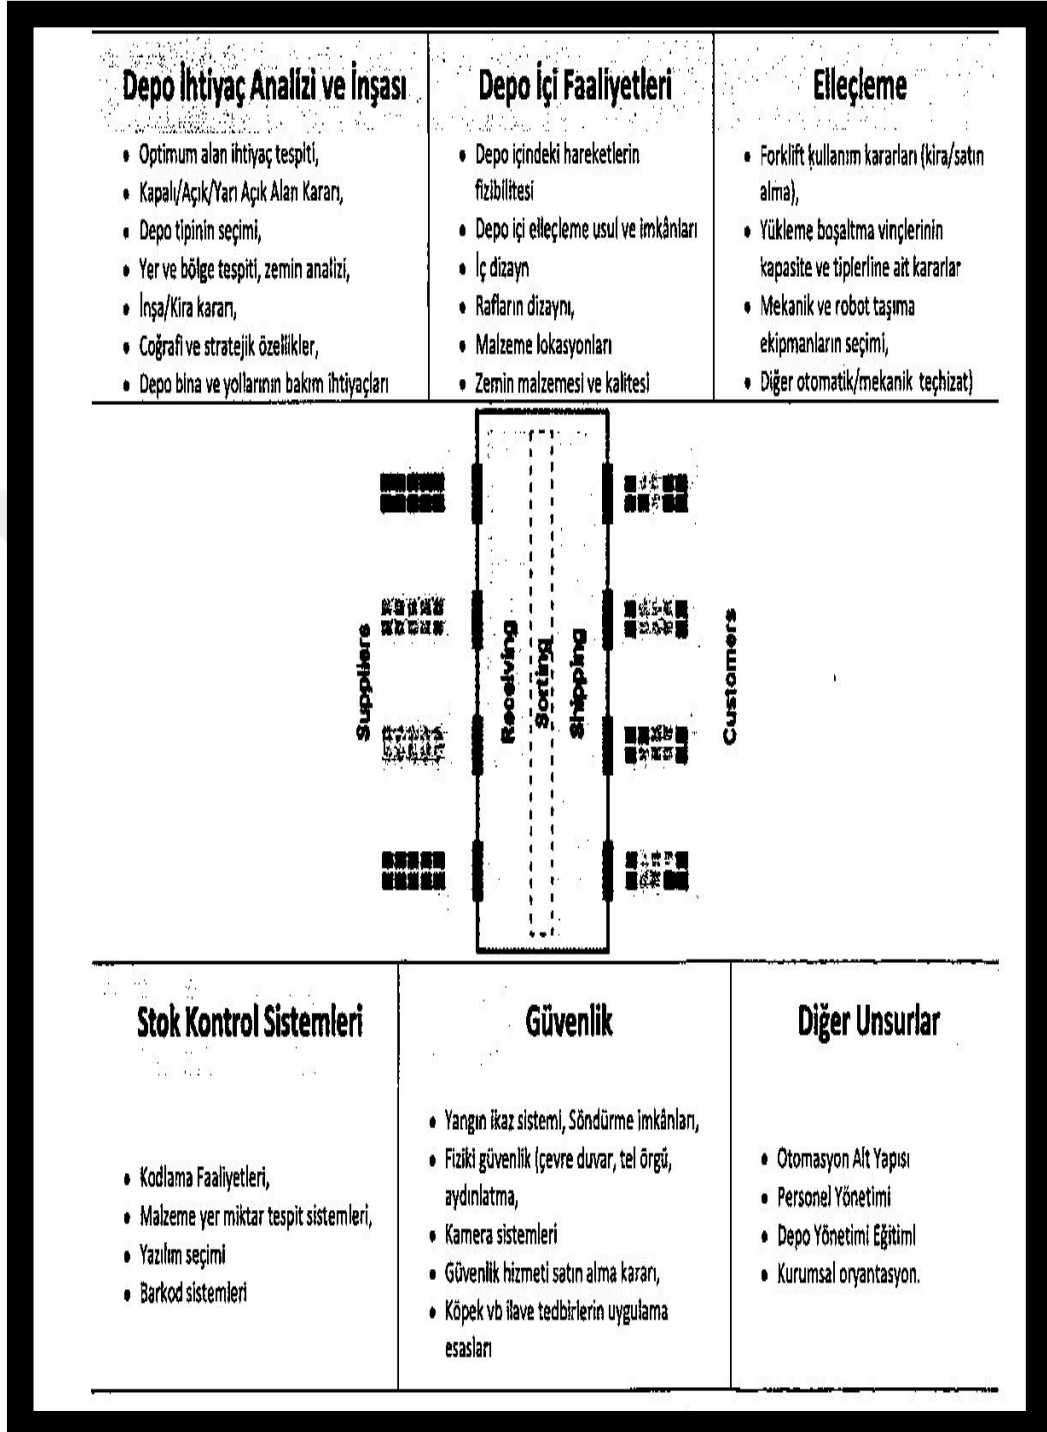 Depo İhtiyaç Analizi ve İnşası
• Optimum alan ihtiyaç tespiti,
• Kapalı/Açık/Yarı Açık Alan Kararı,
• Depo tipinin seçimi,
• Yer ve bölge tespiti, zemin analizi,
• İnşa/Kira kararı,
• Coğrafi ve stratejik özellikler,
• Depo bina ve yollarının bakım ihtiyaçları
Depo İçi Faaliyetleri
• Depo içindeki hareketlerin
fizibilitesi
• Depo içi elleçleme usul ve imkânları
• İç dizayn
• Rafların dizaynı,
• Malzeme lokasyonları
• Zemin malzemesi ve kalitesi
Elleçleme
• Forklift kullanım kararları (kira/satın
alma),
• Yükleme boşaltma vinçlerinin
kapasite ve tiplerline ait kararlar
• Mekanik ve robot taşıma
ekipmanların seçimi,
• Diğer otomatik/mekanik teçhizat)
Suppliers
Receiving
Sorting
Shipping
Customers
Stok Kontrol Sistemleri
• Kodlama Faaliyetleri,
• Malzeme yer miktar tespit sistemleri,
• Yazılım seçimi
• Barkod sistemleri
Güvenlik
• Yangın ikaz sistemi, Söndürme imkânları,
• Fiziki güvenlik (çevre duvar, tel örgü,
aydınlatma,
• Kamera sistemleri
• Güvenlik hizmeti satın alma kararı,
• Köpek vb ilave tedbirlerin uygulama
esasları
Diğer Unsurlar
• Otomasyon Alt Yapısı
• Personel Yönetimi
• Depo Yönetimi Eğitimi
• Kurumsal oryantasyon.